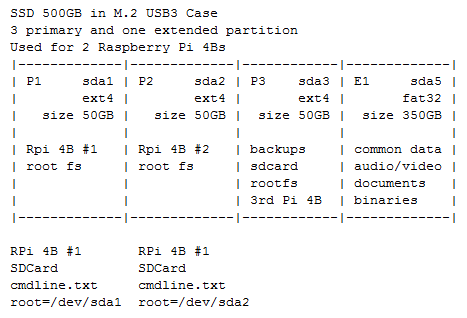 SSD 500GB in M.2 USB3 Case
3 primary and one extended partition
Used for 2 Raspberry Pi 4Bs
|------------|------------|------------|-------------|
| P1     sda1 | P2     sda2 | P3    sda3 | E1     sda5 |
|        ext4 |        ext4 |       ext4 |       fat32 |
|   size 50GB |   size 50GB |  size 50GB |  size 350GB |
|             |             |            |             |
| Rpi 4B #1   | Rpi 4B #2   | backups    | common data |
| root fs     | root fs     | sdcard     | audio/video |
|             |             | rootfs     | documents   |
|             |             | 3rd Pi 4B  | binaries    |
|------------|------------|------------|-------------|
RPi 4B #1       RPi 4B #1
SDCard          SDCard
cmdline.txt     cmdline.txt
root=/dev/sda1  root=/dev/sda2